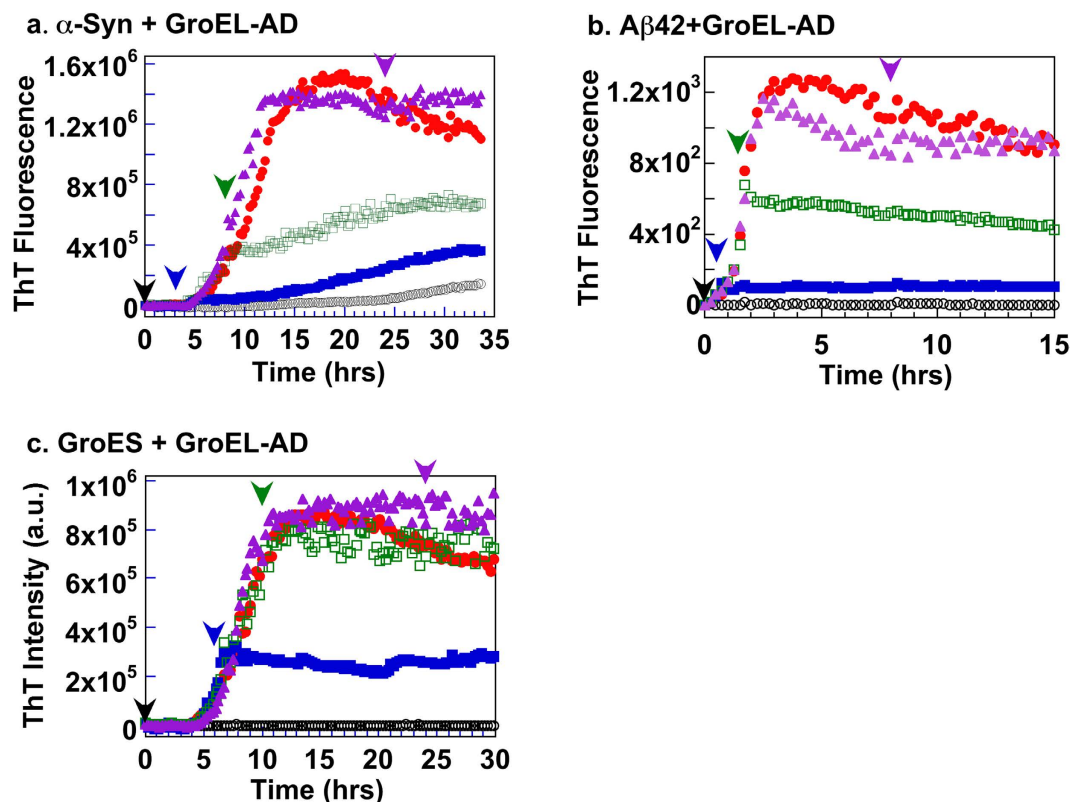 a. α-Syn + GroEL-AD
ThT Fluorescence
1.6x10⁶
1.2x10⁶
8x10⁵
4x10⁵
0
0 5 10 15 20 25 30 35
Time (hrs)
b. Aβ42+GroEL-AD
ThT Fluorescence
1.2x10³
8x10²
4x10²
0
0 5 10 15
Time (hrs)
c. GroES + GroEL-AD
ThT Intensity (a.u.)
1x10⁶
8x10⁵
6x10⁵
4x10⁵
2x10⁵
0
0 5 10 15 20 25 30
Time (hrs)